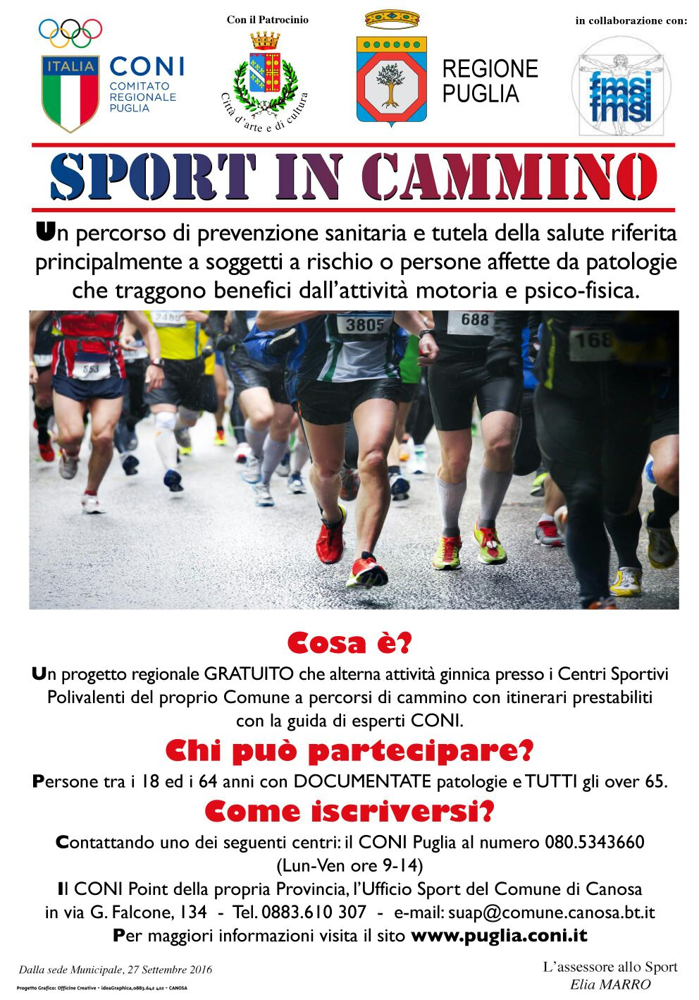 Con il Patrocinio
in collaborazione con:
ITALIA
CONI
COMITATO
REGIONALE
PUGLIA
Città d'arte e di cultura
REGIONE
PUGLIA
fmsi
fmsi
SPORT IN CAMMINO
Un percorso di prevenzione sanitaria e tutela della salute riferita
principalmente a soggetti a rischio o persone affette da patologie
che traggono benefici dall'attività motoria e psico-fisica.
2489
3805
688
168
853
Cosa è?
Un progetto regionale GRATUITO che alterna attività ginnica presso i Centri Sportivi
Polivalenti del proprio Comune a percorsi di cammino con itinerari prestabiliti
con la guida di esperti CONI.
Chi può partecipare?
Persone tra i 18 ed i 64 anni con DOCUMENTATE patologie e TUTTI gli over 65.
Come iscriversi?
Contattando uno dei seguenti centri: il CONI Puglia al numero 080.5343660
(Lun-Ven ore 9-14)
Il CONI Point della propria Provincia, l'Ufficio Sport del Comune di Canosa
in via G. Falcone, 134 - Tel. 0883.610 307 - e-mail: suap@comune.canosa.bt.it
Per maggiori informazioni visita il sito www.puglia.coni.it
Dalla sede Municipale, 27 Settembre 2016
L'assessore allo Sport
Elia MARRO
Progetto Grafico: Officine Creative - ideaGraphica,0883.642 422 - CANOSA